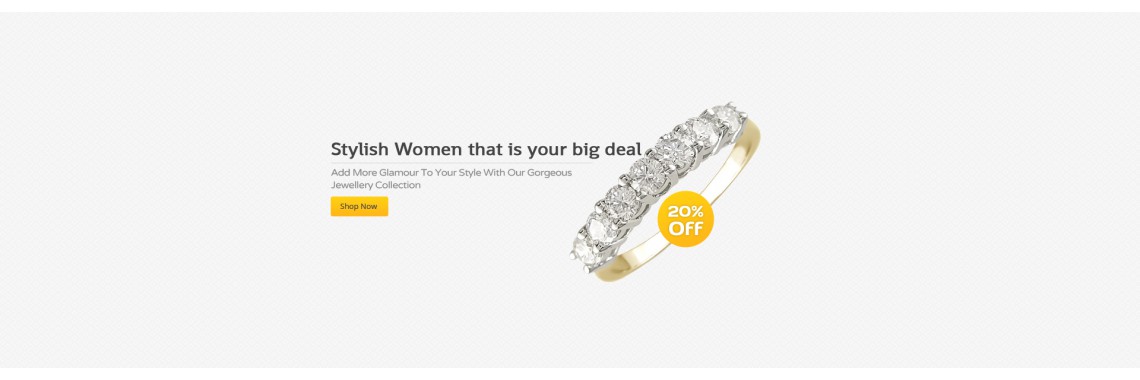 Stylish Women that is your big deal
Add More Glamour To Your Style With Our Gorgeous
Jewellery Collection
Shop Now
20%
OFF